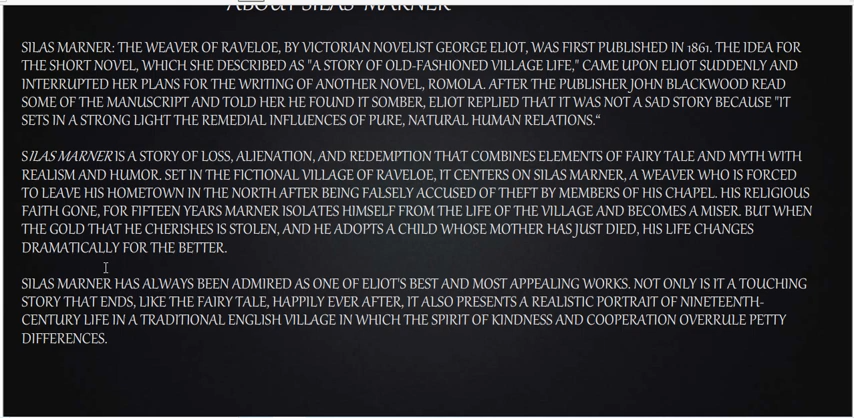 ABOUT SILAS MARNER
SILAS MARNER: THE WEAVER OF RAVELOE, BY VICTORIAN NOVELIST GEORGE ELIOT, WAS FIRST PUBLISHED IN 1861. THE IDEA FOR
THE SHORT NOVEL, WHICH SHE DESCRIBED AS "A STORY OF OLD-FASHIONED VILLAGE LIFE," CAME UPON ELIOT SUDDENLY AND
INTERRUPTED HER PLANS FOR THE WRITING OF ANOTHER NOVEL, ROMOLA. AFTER THE PUBLISHER JOHN BLACKWOOD READ
SOME OF THE MANUSCRIPT AND TOLD HER HE FOUND IT SOMBER, ELIOT REPLIED THAT IT WAS NOT A SAD STORY BECAUSE "IT
SETS IN A STRONG LIGHT THE REMEDIAL INFLUENCES OF PURE, NATURAL HUMAN RELATIONS.“
SILAS MARNER IS A STORY OF LOSS, ALIENATION, AND REDEMPTION THAT COMBINES ELEMENTS OF FAIRY TALE AND MYTH WITH
REALISM AND HUMOR. SET IN THE FICTIONAL VILLAGE OF RAVELOE, IT CENTERS ON SILAS MARNER, A WEAVER WHO IS FORCED
TO LEAVE HIS HOMETOWN IN THE NORTH AFTER BEING FALSELY ACCUSED OF THEFT BY MEMBERS OF HIS CHAPEL. HIS RELIGIOUS
FAITH GONE, FOR FIFTEEN YEARS MARNER ISOLATES HIMSELF FROM THE LIFE OF THE VILLAGE AND BECOMES A MISER. BUT WHEN
THE GOLD THAT HE CHERISHES IS STOLEN, AND HE ADOPTS A CHILD WHOSE MOTHER HAS JUST DIED, HIS LIFE CHANGES
DRAMATICALLY FOR THE BETTER.
SILAS MARNER HAS ALWAYS BEEN ADMIRED AS ONE OF ELIOT'S BEST AND MOST APPEALING WORKS. NOT ONLY IS IT A TOUCHING
STORY THAT ENDS, LIKE THE FAIRY TALE, HAPPILY EVER AFTER, IT ALSO PRESENTS A REALISTIC PORTRAIT OF NINETEENTH-
CENTURY LIFE IN A TRADITIONAL ENGLISH VILLAGE IN WHICH THE SPIRIT OF KINDNESS AND COOPERATION OVERRULE PETTY
DIFFERENCES.